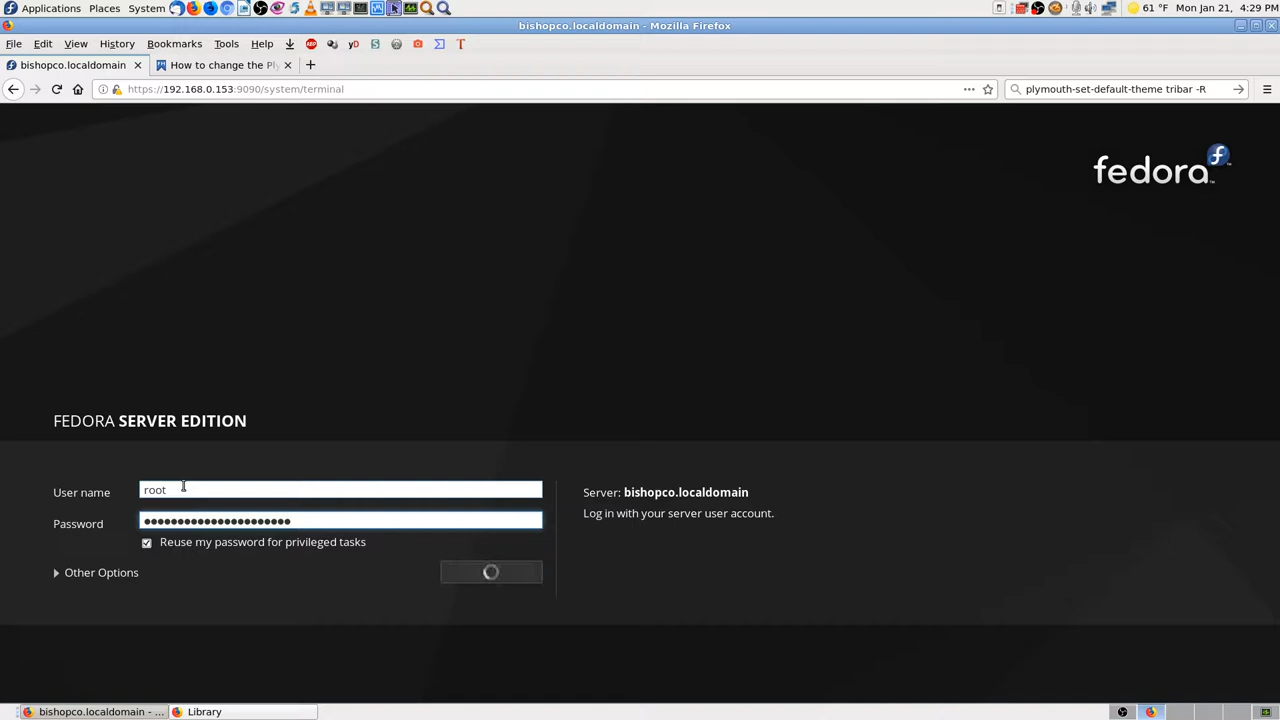 Applications Places System 61 °F Mon Jan 21, 4:29 PM
bishopco.localdomain - Mozilla Firefox
File Edit View History Bookmarks Tools Help
bishopco.localdomain How to change the Ply
https://192.168.0.153:9090/system/terminal plymouth-set-default-theme tribar -R
fedora
FEDORA SERVER EDITION
User name root Server: bishopco.localdomain
Password ●●●●●●●●●●●●●●●●●●●●●● Log in with your server user account.
Reuse my password for privileged tasks
Other Options
bishopco.localdomain - ... Library